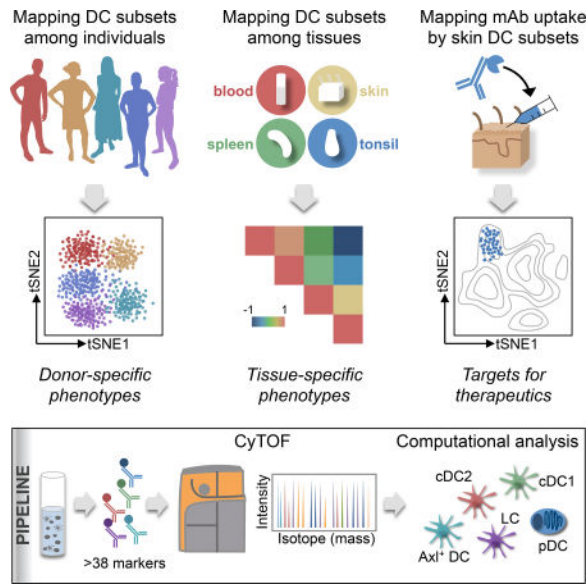 Mapping DC subsets
among individuals
Mapping DC subsets
among tissues
Mapping mAb uptake
by skin DC subsets
blood
skin
spleen
tonsil
tSNE2
tSNE1
-1
1
tSNE2
tSNE1
Donor-specific
phenotypes
Tissue-specific
phenotypes
Targets for
therapeutics
PIPELINE
>38 markers
CyTOF
Intensity
Isotope (mass)
Computational analysis
cDC2
cDC1
LC
Axl⁺ DC
pDC